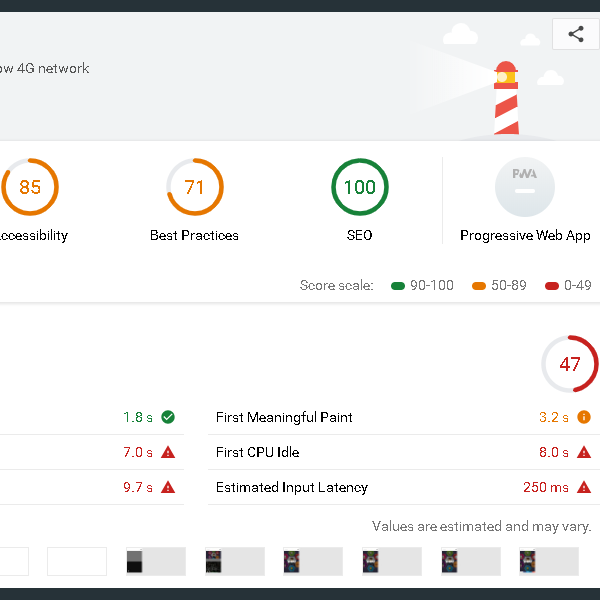 4G network
85
71
100
PWA
Best Practices
SEO
Progressive Web App
Score scale:
90-100
50-89
0-49
47
1.8 s
First Meaningful Paint
3.2 s
7.0 s
First CPU Idle
8.0 s
9.7 s
Estimated Input Latency
250 ms
Values are estimated and may vary.